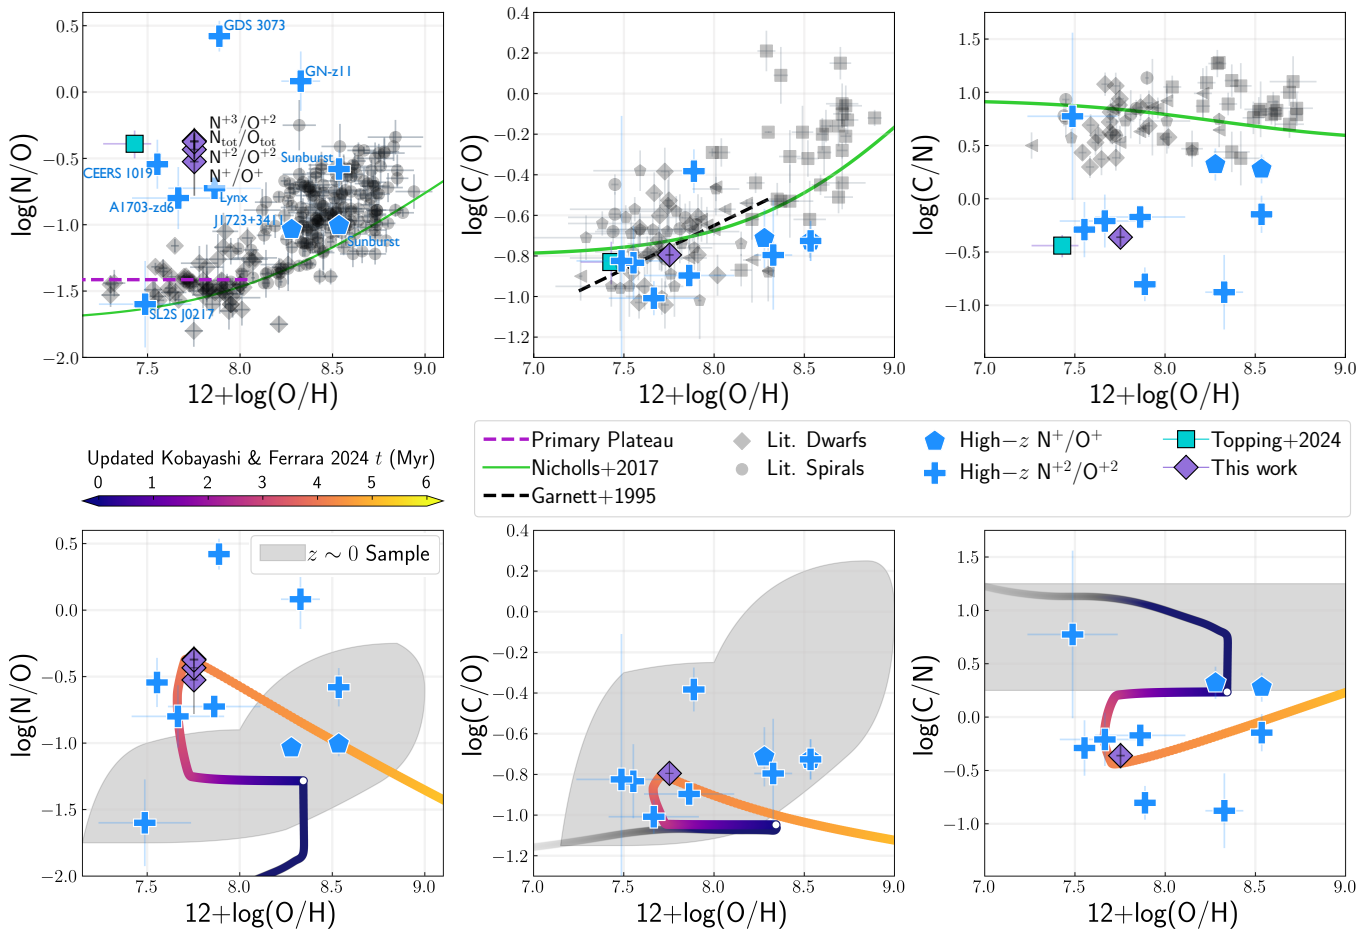 0.5
0.0
−0.5
−1.0
−1.5
−2.0
log(N/O)
7.5 8.0 8.5 9.0
12+log(O/H)
GDS 3073
GN-z11
N⁺³/O⁺²
Nₜₒₜ/Oₜₒₜ
N⁺²/O⁺²
N⁺/O⁺
CEERS 1019
A1703-zd6
Lynx
Sunburst
J1723+3411
Sunburst
SL2S J0217
0.4
0.2
0.0
−0.2
−0.4
−0.6
−0.8
−1.0
−1.2
log(C/O)
7.0 7.5 8.0 8.5 9.0
12+log(O/H)
1.5
1.0
0.5
0.0
−0.5
−1.0
log(C/N)
7.0 7.5 8.0 8.5 9.0
12+log(O/H)
Updated Kobayashi & Ferrara 2024 t (Myr)
0 1 2 3 4 5 6
Primary Plateau
Nicholls+2017
Garnett+1995
Lit. Dwarfs
Lit. Spirals
High−z N⁺/O⁺
High−z N⁺²/O⁺²
Topping+2024
This work
0.5
0.0
−0.5
−1.0
−1.5
−2.0
log(N/O)
7.5 8.0 8.5 9.0
12+log(O/H)
z ∼ 0 Sample
0.4
0.2
0.0
−0.2
−0.4
−0.6
−0.8
−1.0
−1.2
log(C/O)
7.0 7.5 8.0 8.5 9.0
12+log(O/H)
1.5
1.0
0.5
0.0
−0.5
−1.0
log(C/N)
7.0 7.5 8.0 8.5 9.0
12+log(O/H)